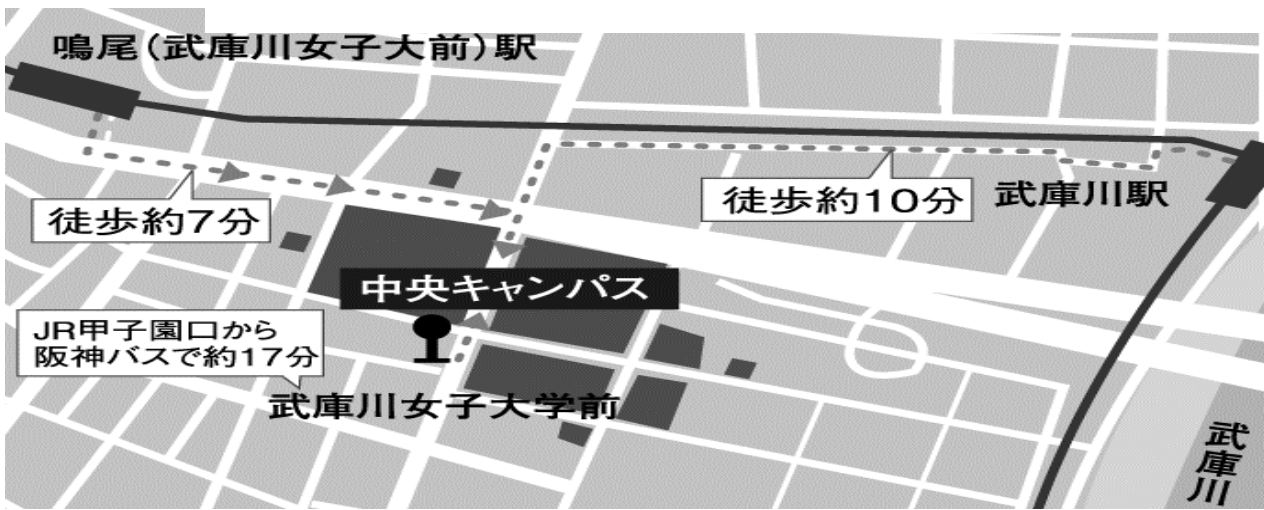 鳴尾(武庫川女子大前)駅
徒歩約7分
徒歩約10分
武庫川駅
中央キャンパス
JR甲子園口から
阪神バスで約17分
武庫川女子大学前
武庫川